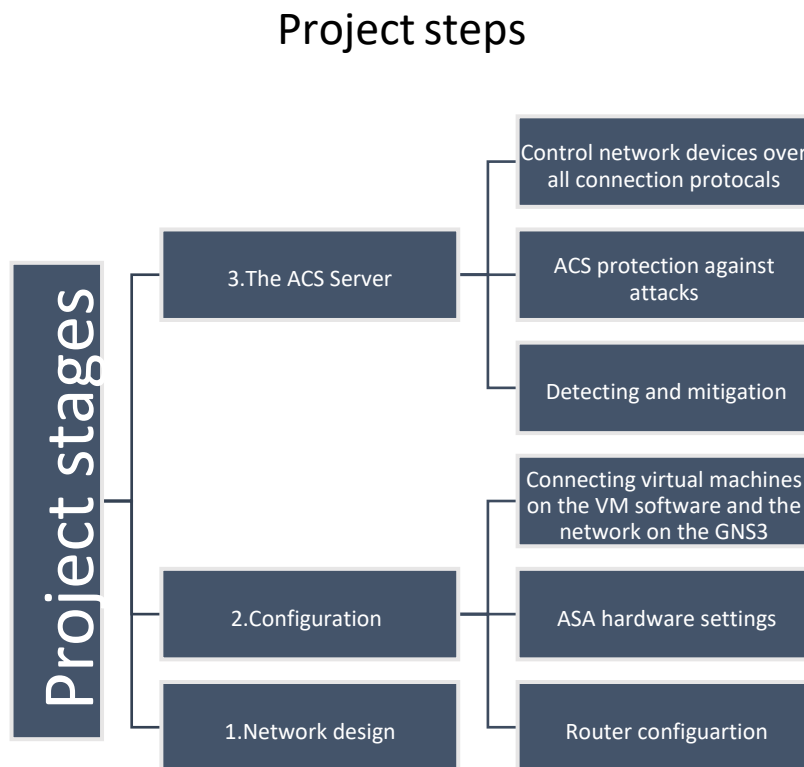 Project steps
Project stages
3.The ACS Server
Control network devices over
all connection protocals
ACS protection against
attacks
Detecting and mitigation
2.Configuration
Connecting virtual machines
on the VM software and the
network on the GNS3
ASA hardware settings
Router configuartion
1.Network design